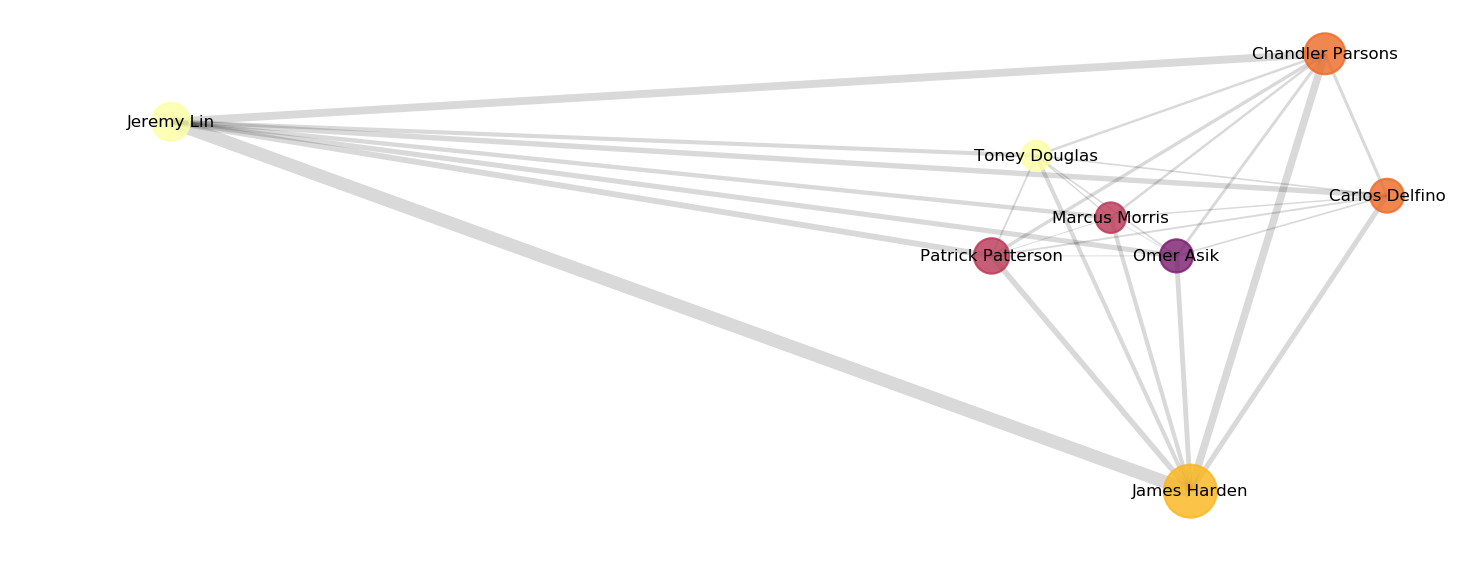 Chandler Parsons
Jeremy Lin
Toney Douglas
Carlos Delfino
Marcus Morris
Patrick Patterson
Omer Asik
James Harden